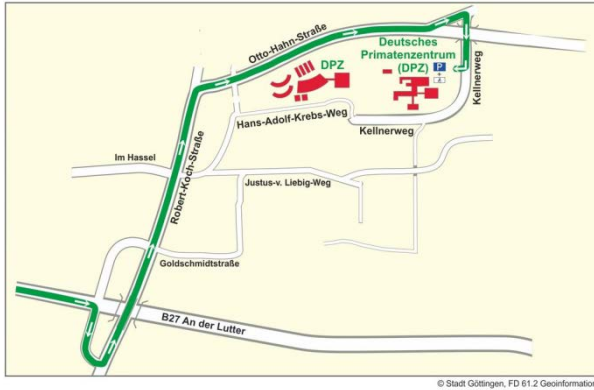 Otto-Hahn-Straße
Deutsches
Primatenzentrum
(DPZ)
P
DPZ
Kellnerweg
Hans-Adolf-Krebs-Weg
Kellnerweg
Im Hassel
Robert-Koch-Straße
Justus-v. Liebig-Weg
Goldschmidtstraße
B27 An der Lutter
© Stadt Göttingen, FD 61.2 Geoinformation